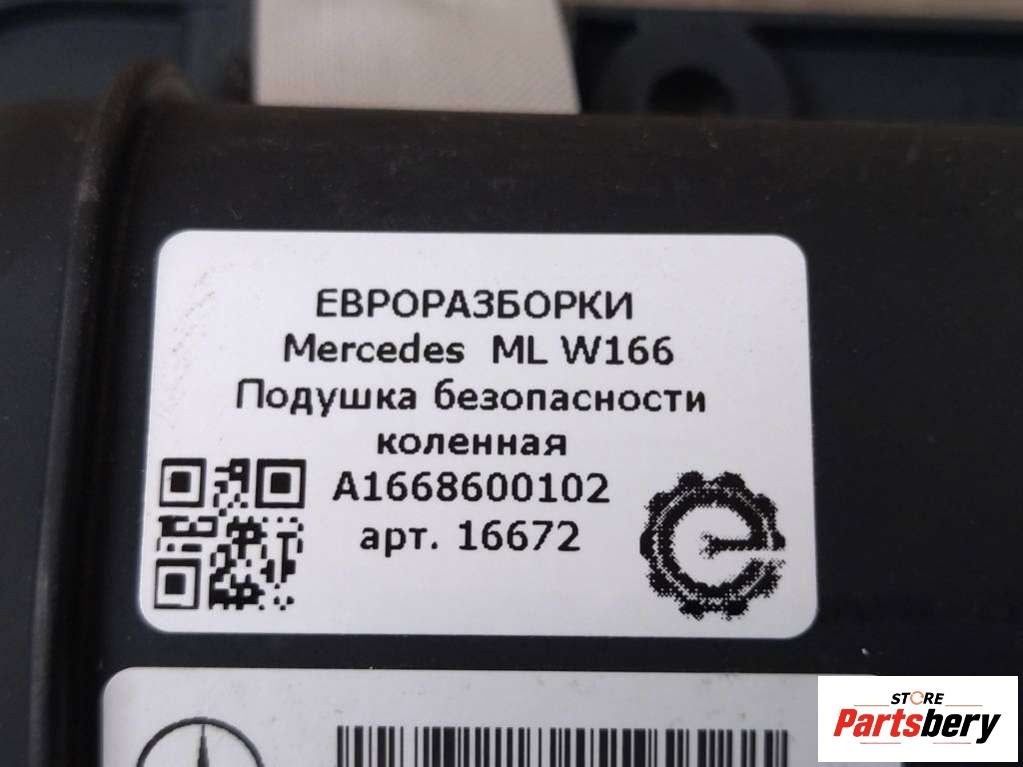 ЕВРОРАЗБОРКИ
Mercedes ML W166
Подушка безопасности
коленная
A1668600102
арт. 16672
STORE
Partsbery